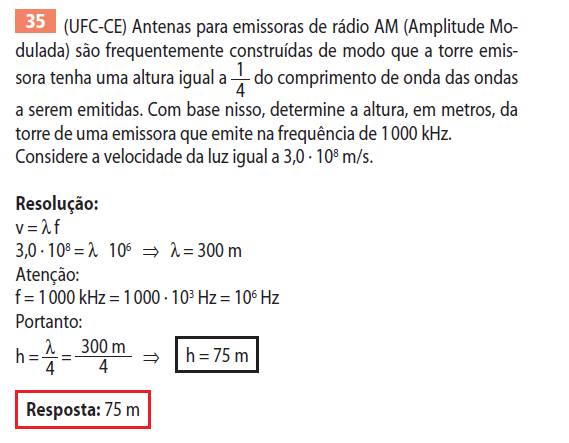 35 (UFC-CE) Antenas para emissoras de rádio AM (Amplitude Mo-
dulada) são frequentemente construídas de modo que a torre emis-
sora tenha uma altura igual a 1/4 do comprimento de onda das ondas
a serem emitidas. Com base nisso, determine a altura, em metros, da
torre de uma emissora que emite na frequência de 1 000 kHz.
Considere a velocidade da luz igual a 3,0 · 10⁸ m/s.
Resolução:
v = λ f
3,0 · 10⁸ = λ 10⁶ ⇒ λ = 300 m
Atenção:
f = 1 000 kHz = 1 000 · 10³ Hz = 10⁶ Hz
Portanto:
h = λ/4 = 300 m/4 ⇒ h = 75 m
Resposta: 75 m